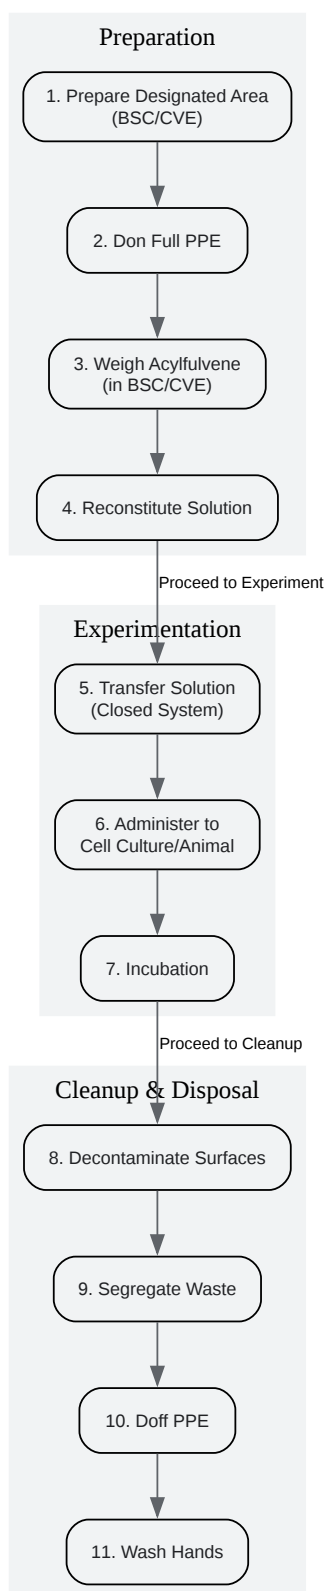 Preparation
1. Prepare Designated Area
(BSC/CVE)
2. Don Full PPE
3. Weigh Acylfulvene
(in BSC/CVE)
4. Reconstitute Solution
Proceed to Experiment
Experimentation
5. Transfer Solution
(Closed System)
6. Administer to
Cell Culture/Animal
7. Incubation
Proceed to Cleanup
Cleanup & Disposal
8. Decontaminate Surfaces
9. Segregate Waste
10. Doff PPE
11. Wash Hands